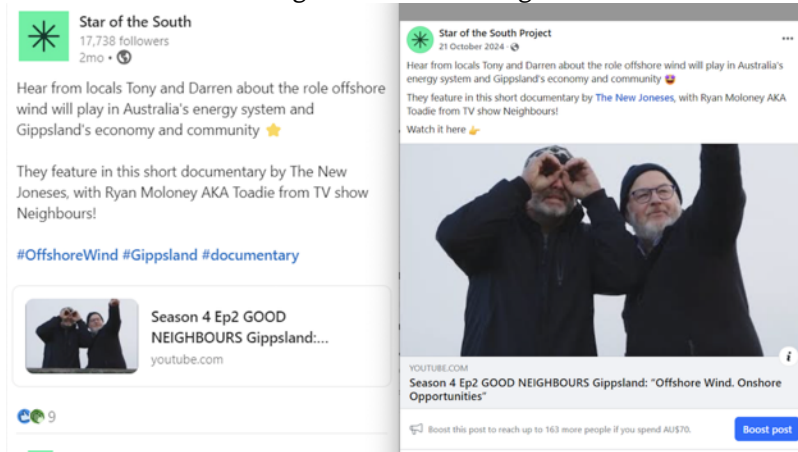 Star of the South
17,738 followers
2mo •
Hear from locals Tony and Darren about the role offshore
wind will play in Australia's energy system and
Gippsland's economy and community ⭐
They feature in this short documentary by The New
Joneses, with Ryan Moloney AKA Toadie from TV show
Neighbours!
#OffshoreWind #Gippsland #documentary
Season 4 Ep2 GOOD
NEIGHBOURS Gippsland:...
youtube.com
9
Star of the South Project
21 October 2024 ·
Hear from locals Tony and Darren about the role offshore wind will play in Australia's
energy system and Gippsland's economy and community 🤩
They feature in this short documentary by The New Joneses, with Ryan Moloney AKA
Toadie from TV show Neighbours!
Watch it here 👉
YOUTUBE.COM
Season 4 Ep2 GOOD NEIGHBOURS Gippsland: "Offshore Wind. Onshore
Opportunities"
Boost this post to reach up to 163 more people if you spend AU$70.
Boost post